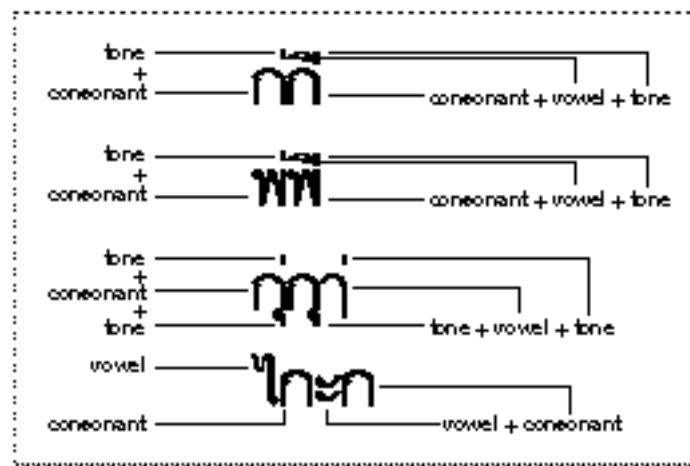 tone
+
consonant
consonant + vowel + tone
tone
+
consonant
consonant + vowel + tone
tone
+
consonant
+
tone
tone + vowel + tone
vowel
consonant
vowel + consonant